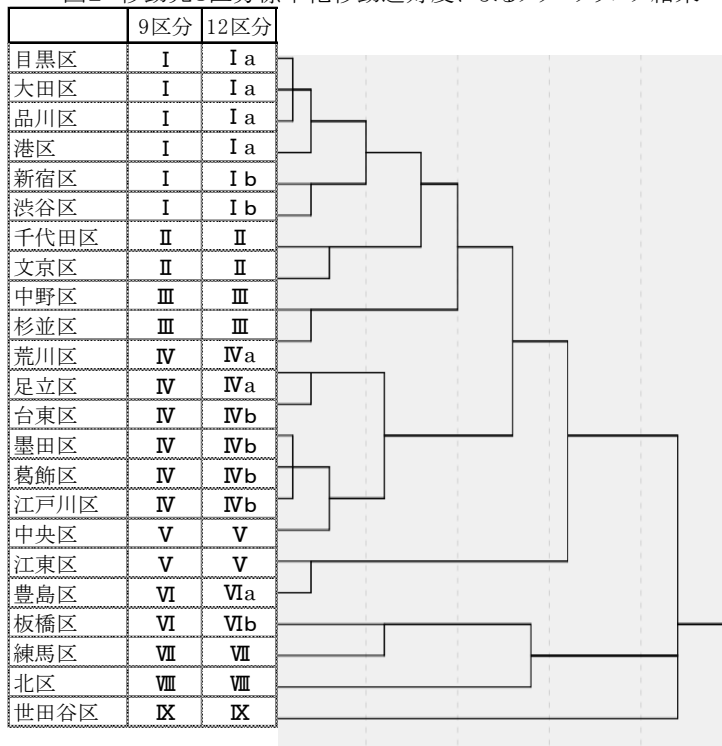 9区分 12区分
目黒区 Ⅰ Ⅰa
大田区 Ⅰ Ⅰa
品川区 Ⅰ Ⅰa
港区 Ⅰ Ⅰa
新宿区 Ⅰ Ⅰb
渋谷区 Ⅰ Ⅰb
千代田区 Ⅱ Ⅱ
文京区 Ⅱ Ⅱ
中野区 Ⅲ Ⅲ
杉並区 Ⅲ Ⅲ
荒川区 Ⅳ Ⅳa
足立区 Ⅳ Ⅳa
台東区 Ⅳ Ⅳb
墨田区 Ⅳ Ⅳb
葛飾区 Ⅳ Ⅳb
江戸川区 Ⅳ Ⅳb
中央区 Ⅴ Ⅴ
江東区 Ⅴ Ⅴ
豊島区 Ⅵ Ⅵa
板橋区 Ⅵ Ⅵb
練馬区 Ⅶ Ⅶ
北区 Ⅷ Ⅷ
世田谷区 Ⅸ Ⅸ